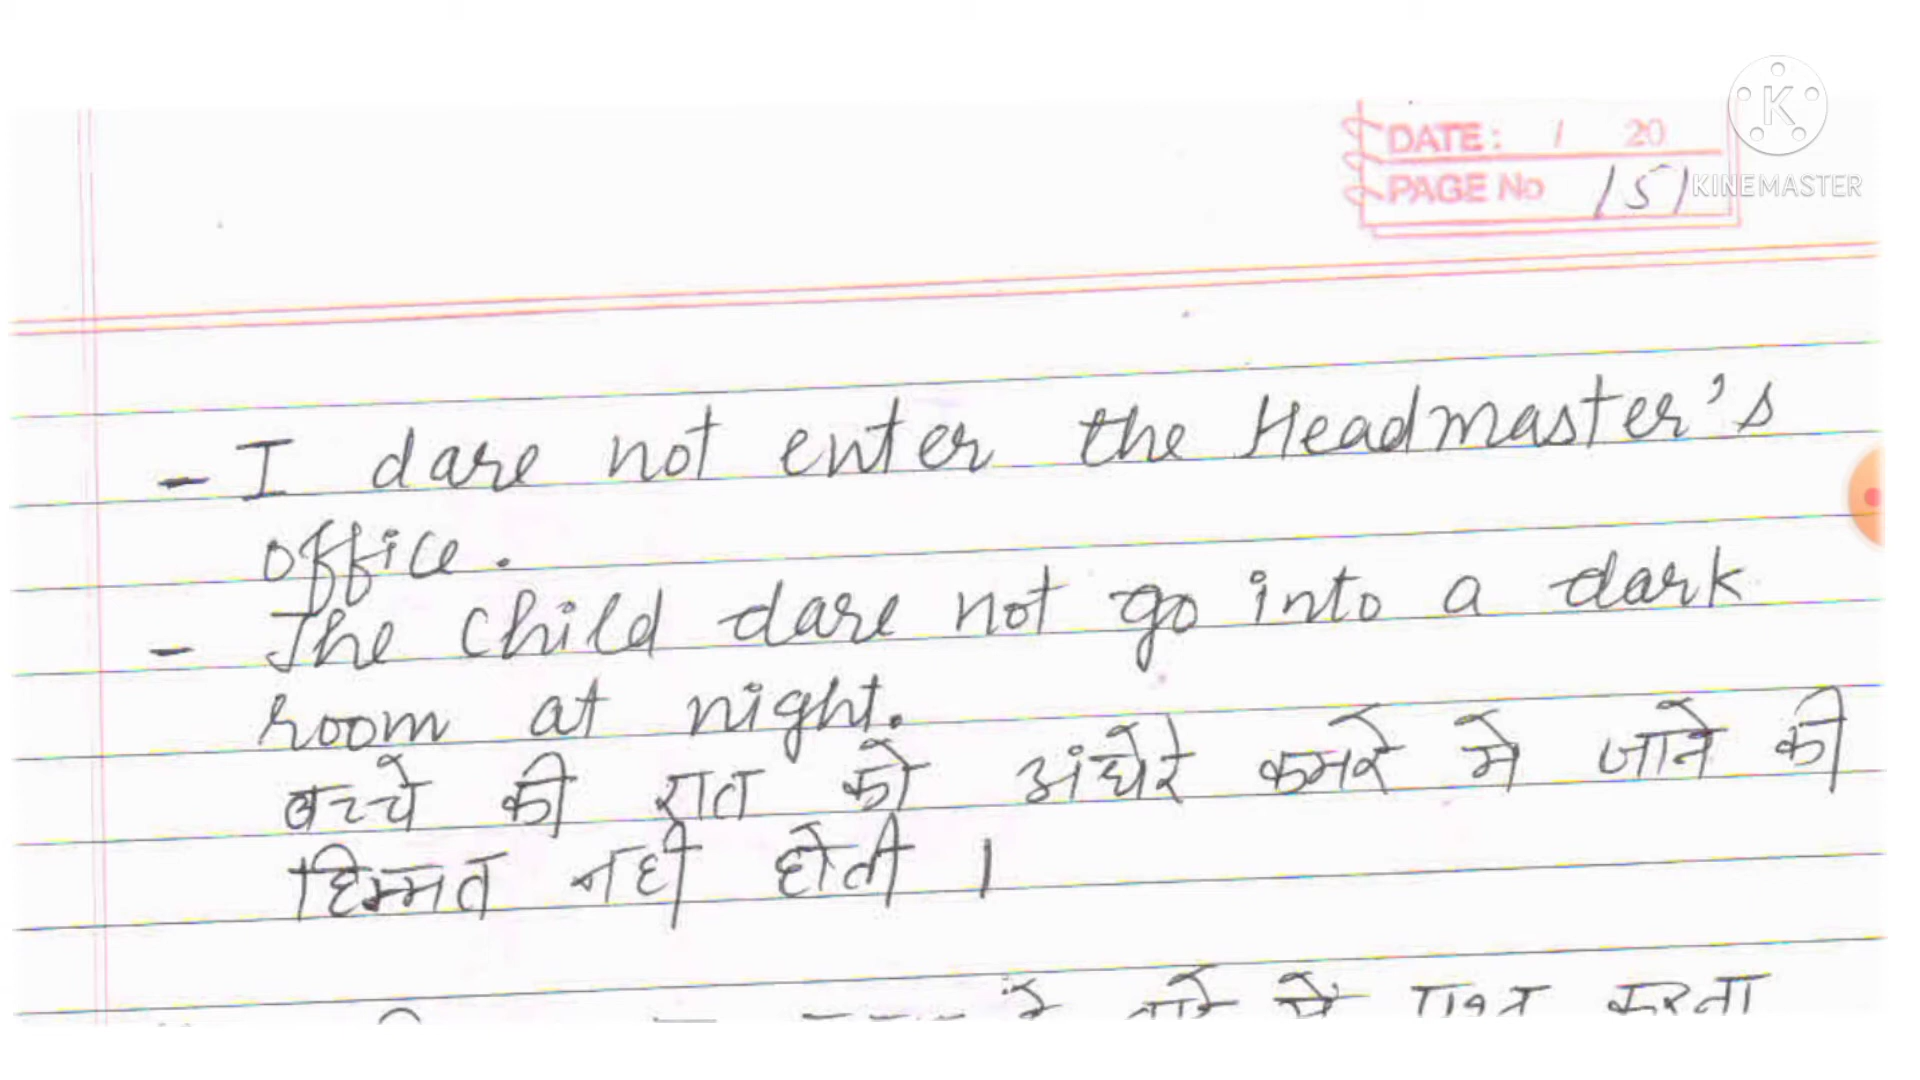 K
DATE: / 20
PAGE No 151
KINEMASTER
- I dare not enter the Headmaster's
office.
- The child dare not go into a dark
room at night.
बच्चे की रात को अंधेरे कमरे मे जाने की
हिम्मत नही होती ।